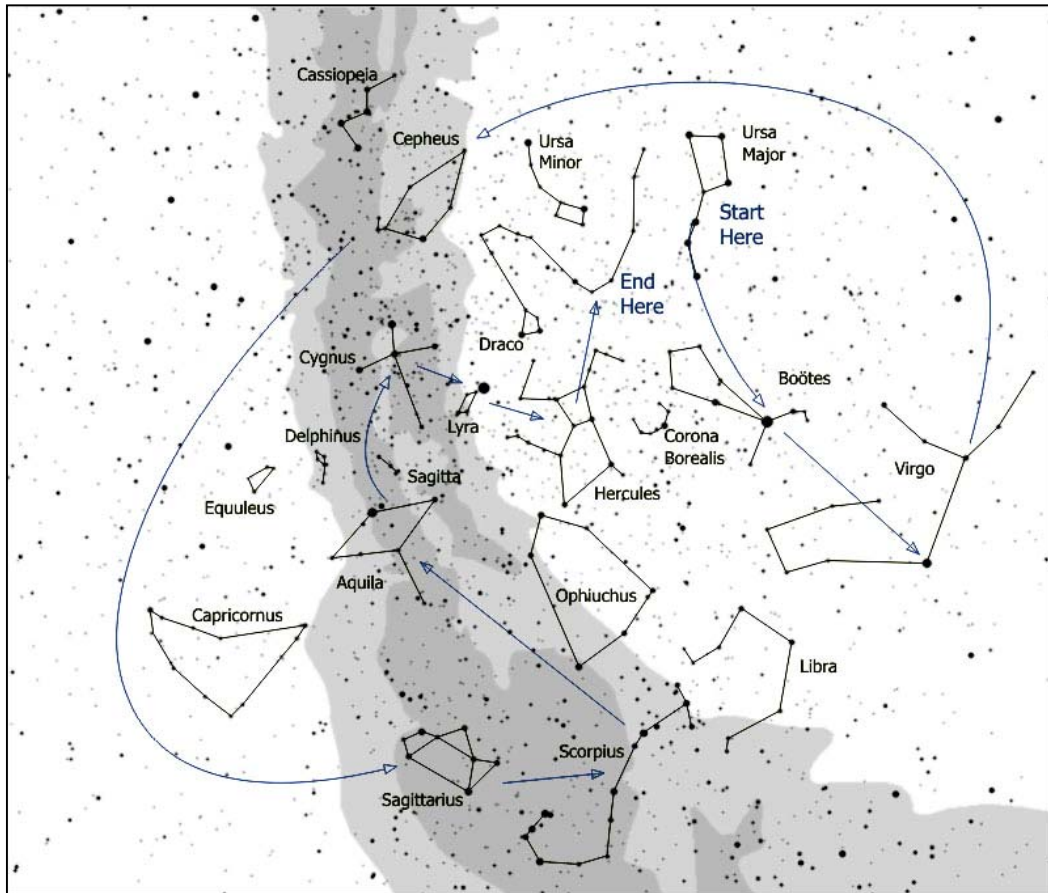 Cassiopeia
Cepheus
Ursa
Minor
Ursa
Major
Start
Here
End
Here
Cygnus
Draco
Boötes
Lyra
Delphinus
Corona
Borealis
Sagitta
Virgo
Equuleus
Hercules
Aquila
Ophiuchus
Capricornus
Libra
Scorpius
Sagittarius